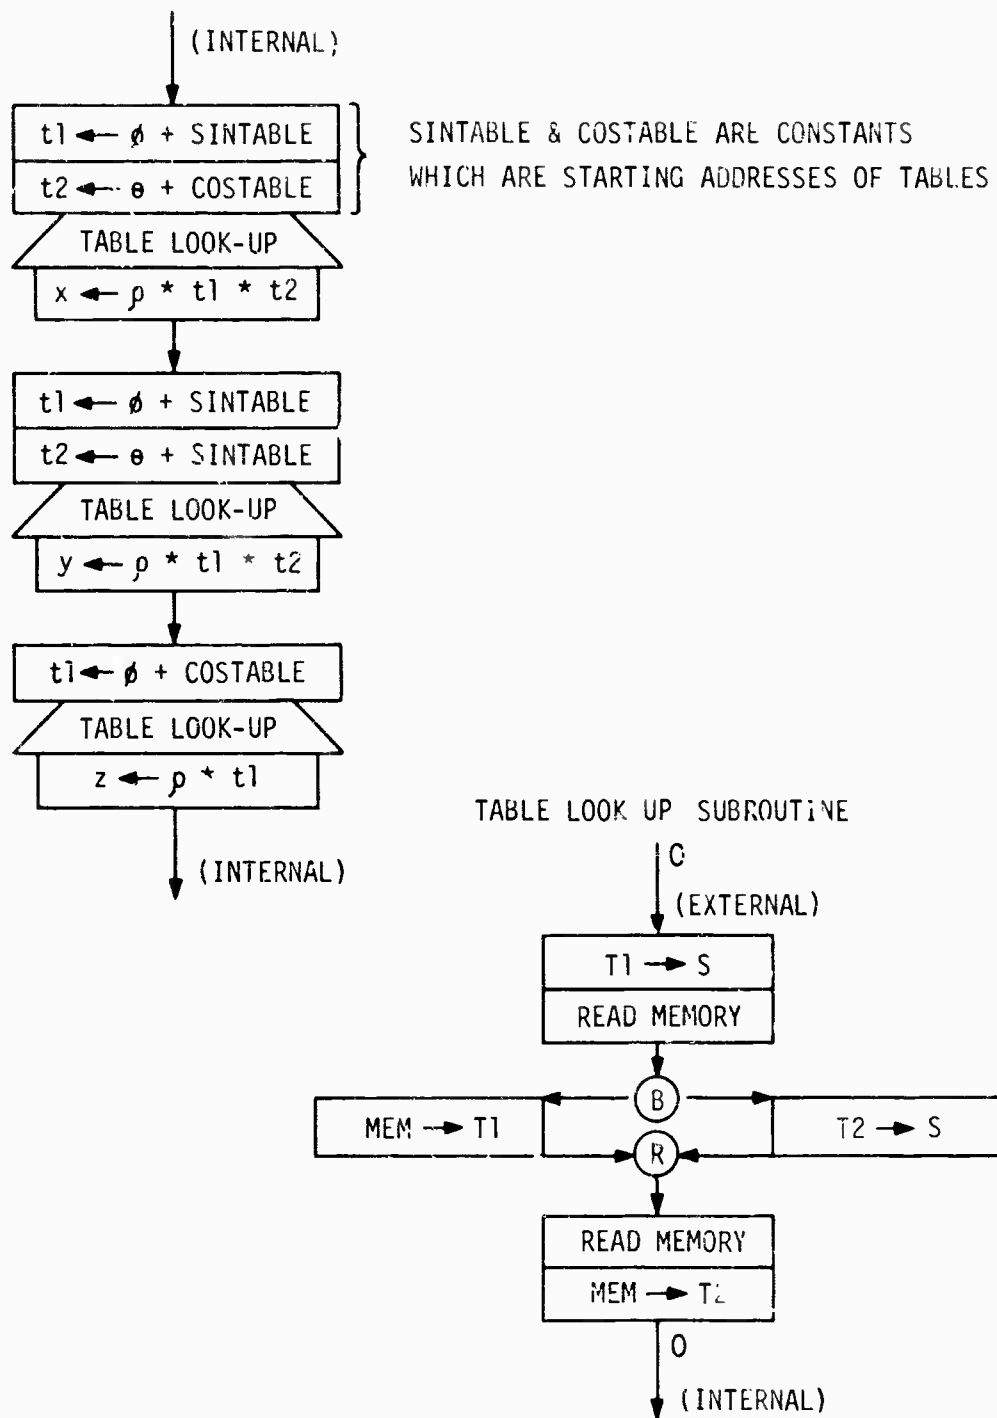 (INTERNAL)
t1 ← ϕ + SINTABLE
t2 ← θ + COSTABLE
SINTABLE & COSTABLE ARE CONSTANTS
WHICH ARE STARTING ADDRESSES OF TABLES
TABLE LOOK-UP
x ← ρ * t1 * t2
t1 ← ϕ + SINTABLE
t2 ← θ + SINTABLE
TABLE LOOK-UP
y ← ρ * t1 * t2
t1 ← ϕ + COSTABLE
TABLE LOOK-UP
z ← ρ * t1
(INTERNAL)
TABLE LOOK UP SUBROUTINE
0
(EXTERNAL)
T1 → S
READ MEMORY
B
MEM → T1
T2 → S
R
READ MEMORY
MEM → T2
0
(INTERNAL)